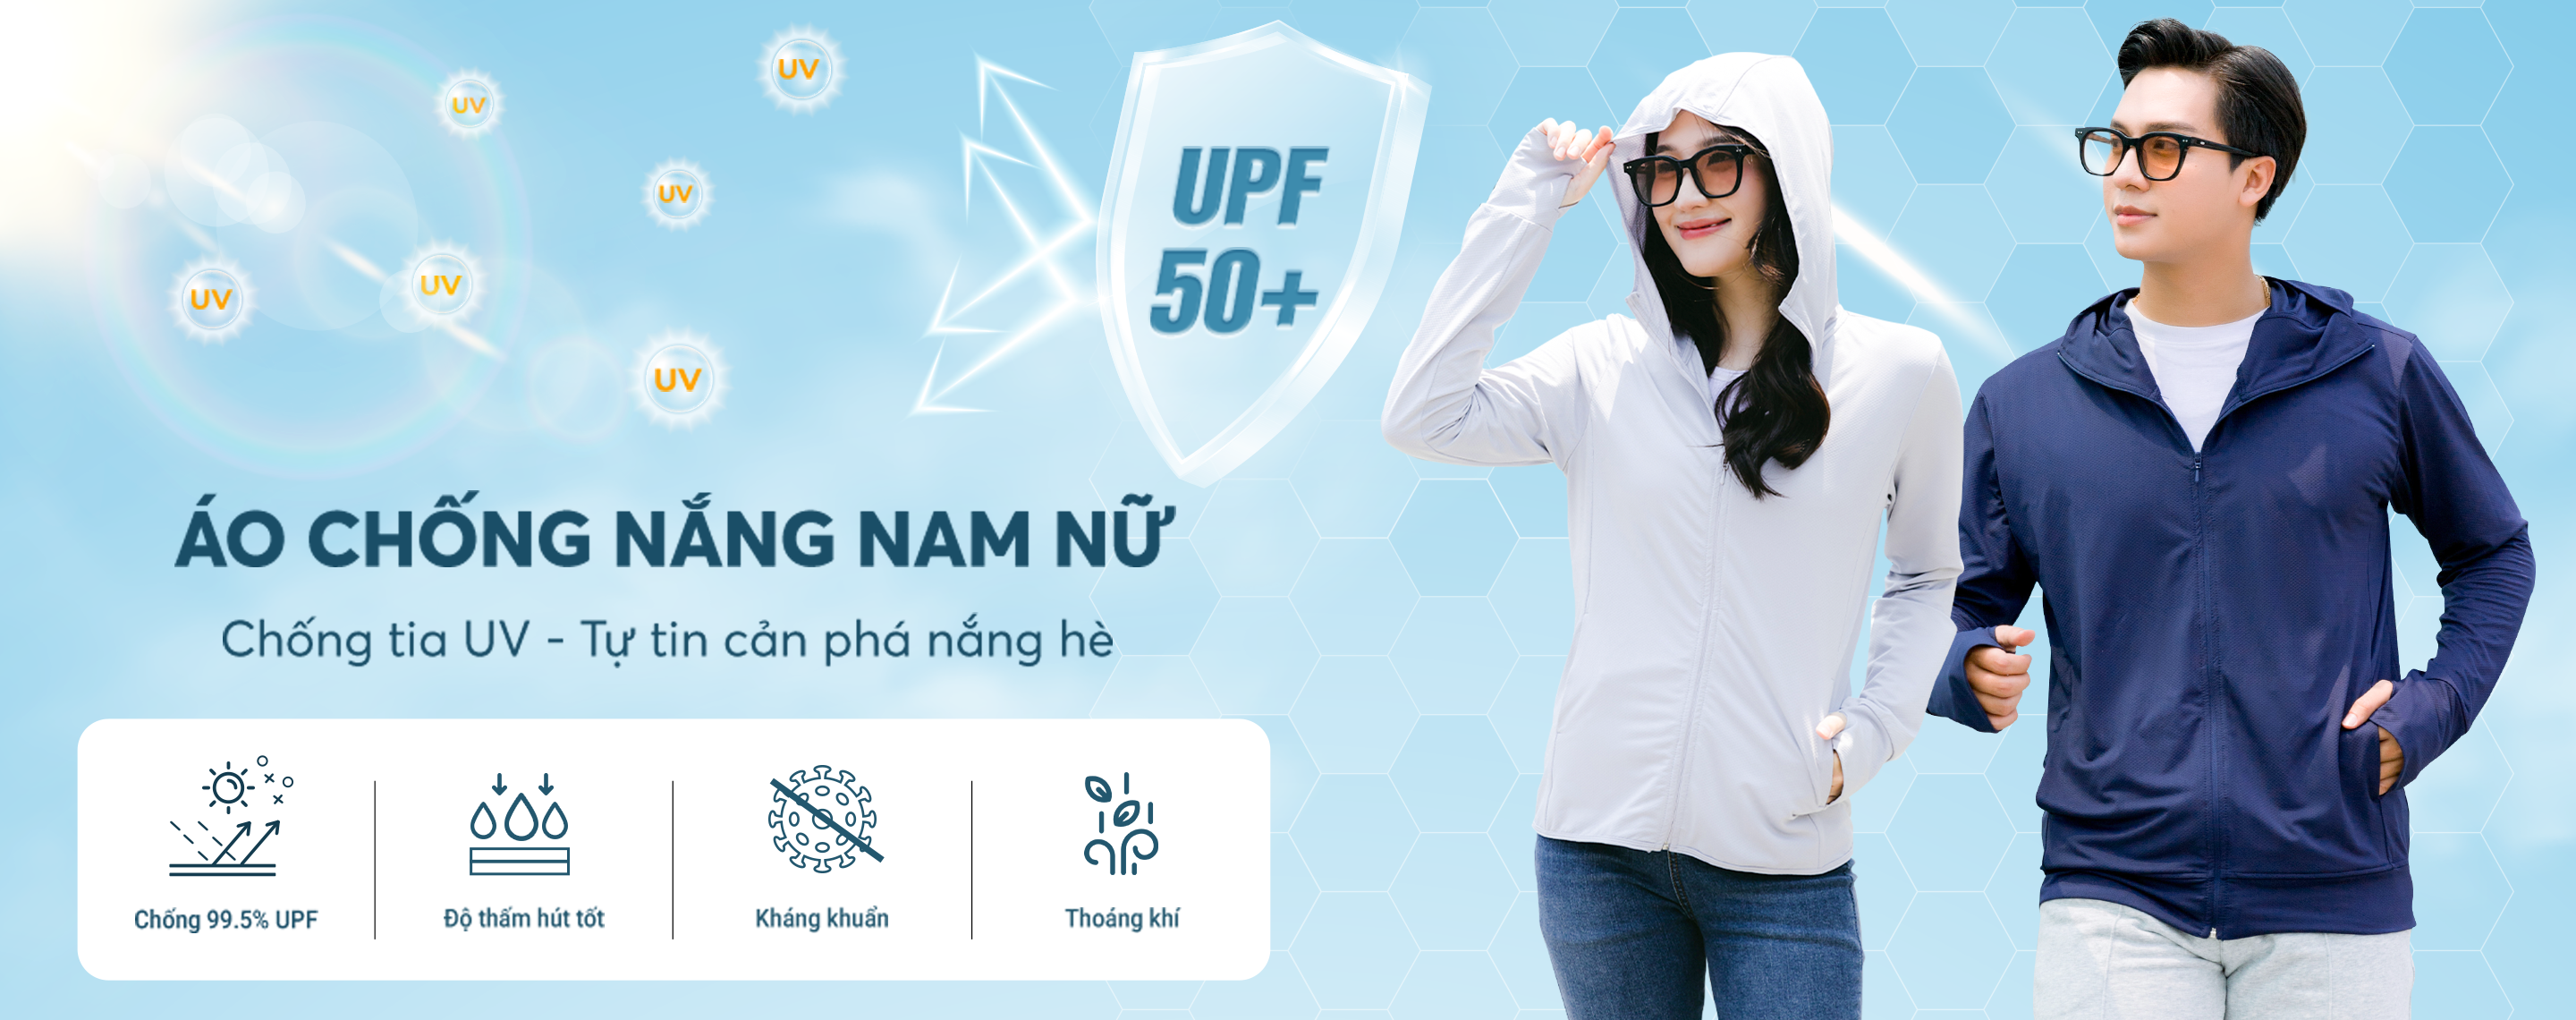 UV
UV
UV
UV
UV
UV
UPF
50+
ÁO CHỐNG NẮNG NAM NỮ
Chống tia UV - Tự tin cản phá nắng hè
Chống 99.5% UPF
Độ thấm hút tốt
Kháng khuẩn
Thoáng khí